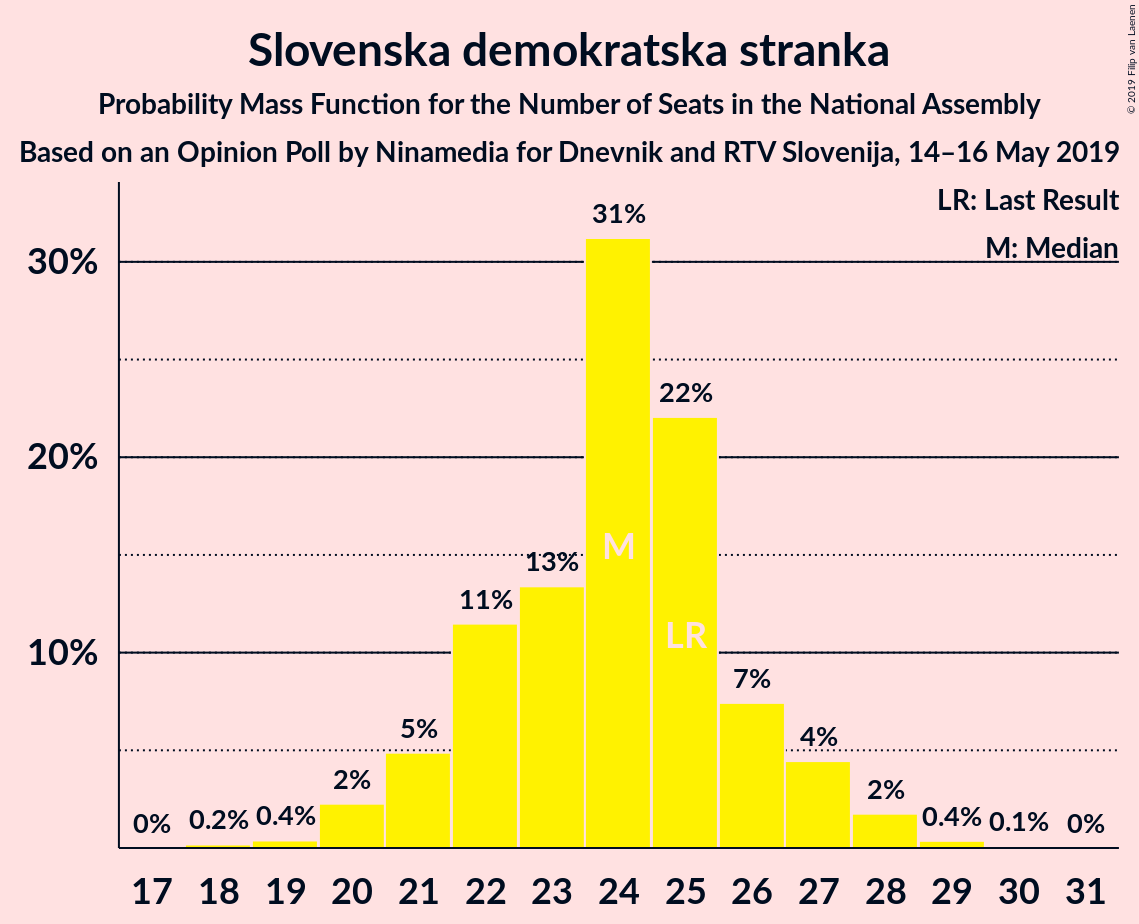 © 2019 Filip van Laenen
Slovenska demokratska stranka
Probability Mass Function for the Number of Seats in the National Assembly
Based on an Opinion Poll by Ninamedia for Dnevnik and RTV Slovenija, 14–16 May 2019
LR: Last Result
M: Median
30%
20%
10%
0% 0.2% 0.4% 2% 5% 11% 13% 31% 22% 7% 4% 2% 0.4% 0.1% 0%
M
LR
17 18 19 20 21 22 23 24 25 26 27 28 29 30 31